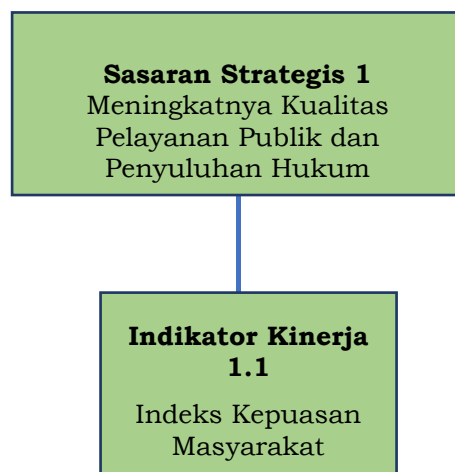 Sasaran Strategis 1
Meningkatnya Kualitas
Pelayanan Publik dan
Penyuluhan Hukum
Indikator Kinerja
1.1
Indeks Kepuasan
Masyarakat